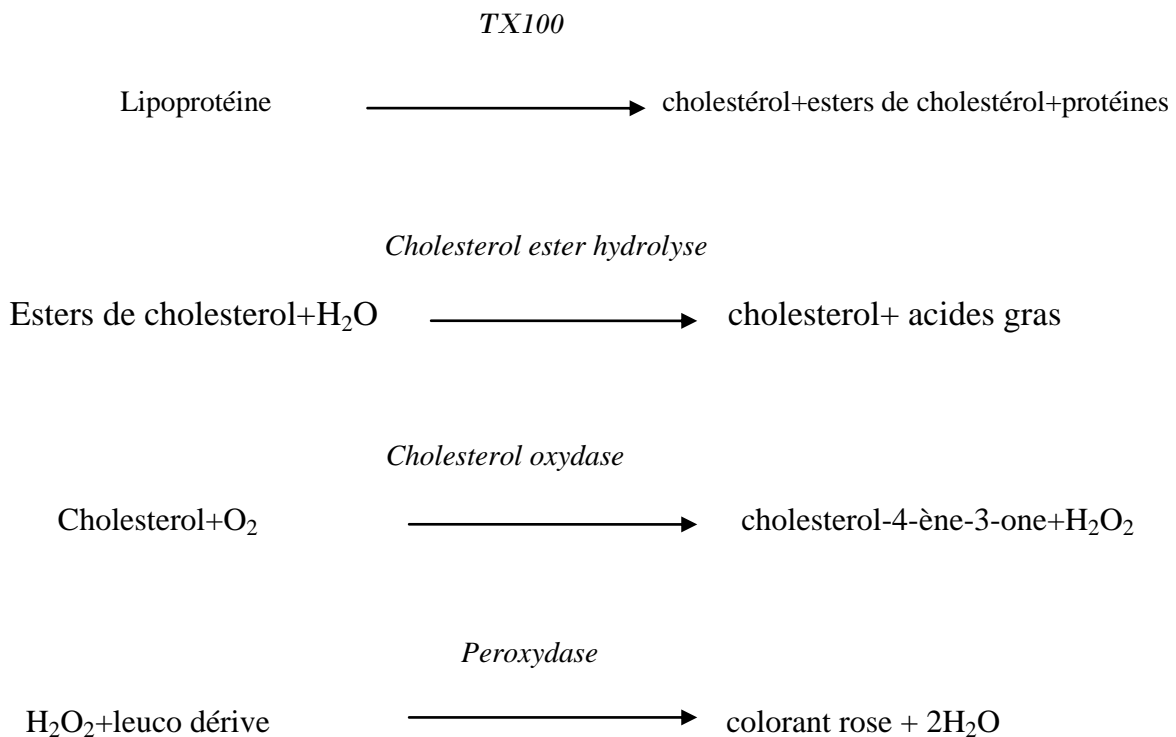 TX100
Lipoprotéine cholestérol+esters de cholestérol+protéines
Cholesterol ester hydrolyse
Esters de cholesterol+H₂O cholesterol+ acides gras
Cholesterol oxydase
Cholesterol+O₂ cholesterol-4-ène-3-one+H₂O₂
Peroxydase
H₂O₂+leuco dérive colorant rose + 2H₂O